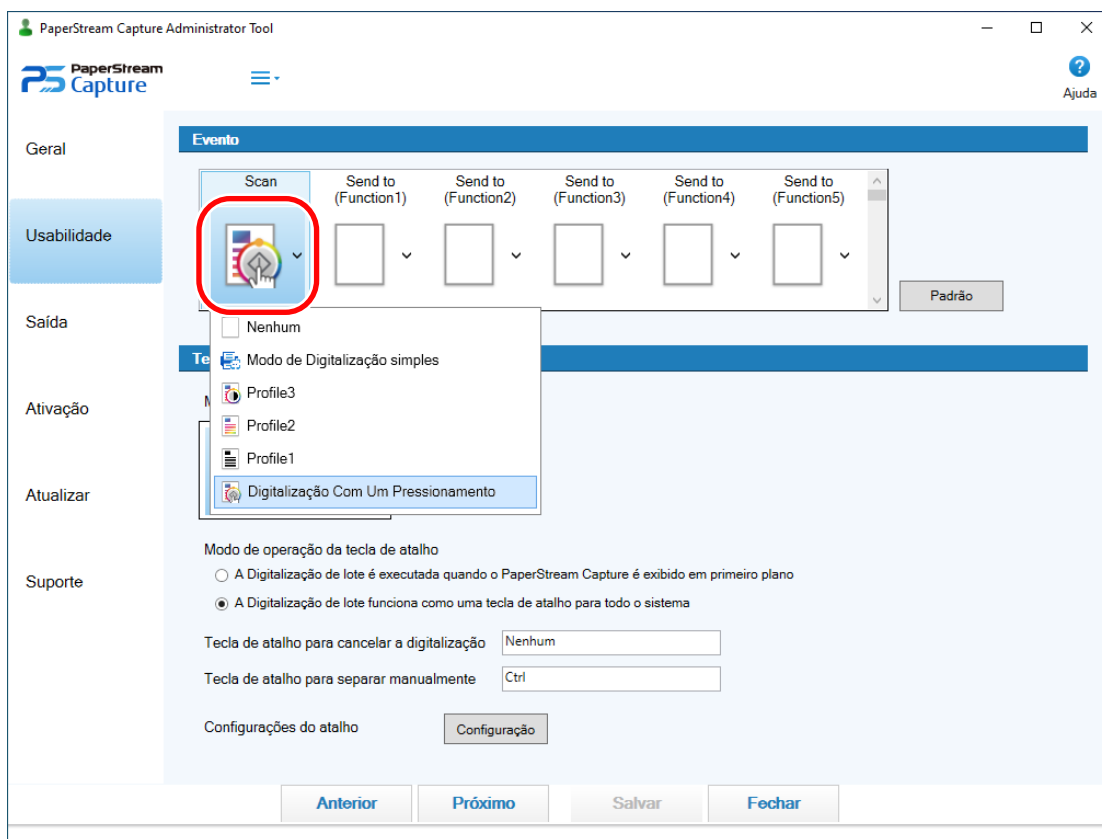 PaperStream Capture Administrator Tool
PaperStream
Capture
Ajuda
Geral
Usabilidade
Saída
Ativação
Atualizar
Suporte
Evento
Scan
Send to
(Function1)
Send to
(Function2)
Send to
(Function3)
Send to
(Function4)
Send to
(Function5)
Padrão
Nenhum
Modo de Digitalização simples
Profile3
Profile2
Profile1
Digitalização Com Um Pressionamento
Te
Modo de operação da tecla de atalho
A Digitalização de lote é executada quando o PaperStream Capture é exibido em primeiro plano
A Digitalização de lote funciona como uma tecla de atalho para todo o sistema
Tecla de atalho para cancelar a digitalização Nenhum
Tecla de atalho para separar manualmente Ctrl
Configurações do atalho Configuração
Anterior Próximo Salvar Fechar